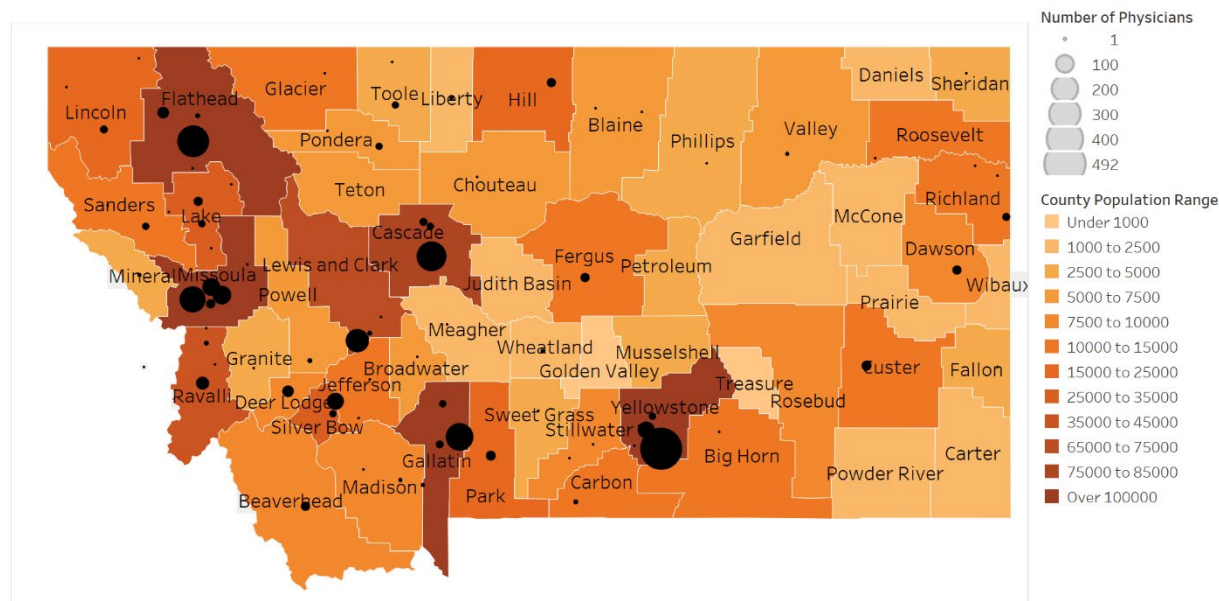 Number of Physicians
1
100
200
300
400
492
County Population Range
Under 1000
1000 to 2500
2500 to 5000
5000 to 7500
7500 to 10000
10000 to 15000
15000 to 25000
25000 to 35000
35000 to 45000
65000 to 75000
75000 to 85000
Over 100000
Lincoln
Flathead
Glacier
Toole
Liberty
Hill
Blaine
Phillips
Valley
Daniels
Sheridan
Roosevelt
Pondera
Teton
Chouteau
Sanders
Lake
Cascade
Fergus
Petroleum
Garfield
McCone
Richland
Dawson
Wibaux
Mineral
Missoula
Powell
Lewis and Clark
Judith Basin
Prairie
Meagher
Wheatland
Golden Valley
Musselshell
Treasure
Rosebud
Custer
Fallon
Granite
Broadwater
Ravalli
Deer Lodge
Jefferson
Silver Bow
Gallatin
Sweet Grass
Stillwater
Yellowstone
Big Horn
Powder River
Carter
Beaverhead
Madison
Park
Carbon